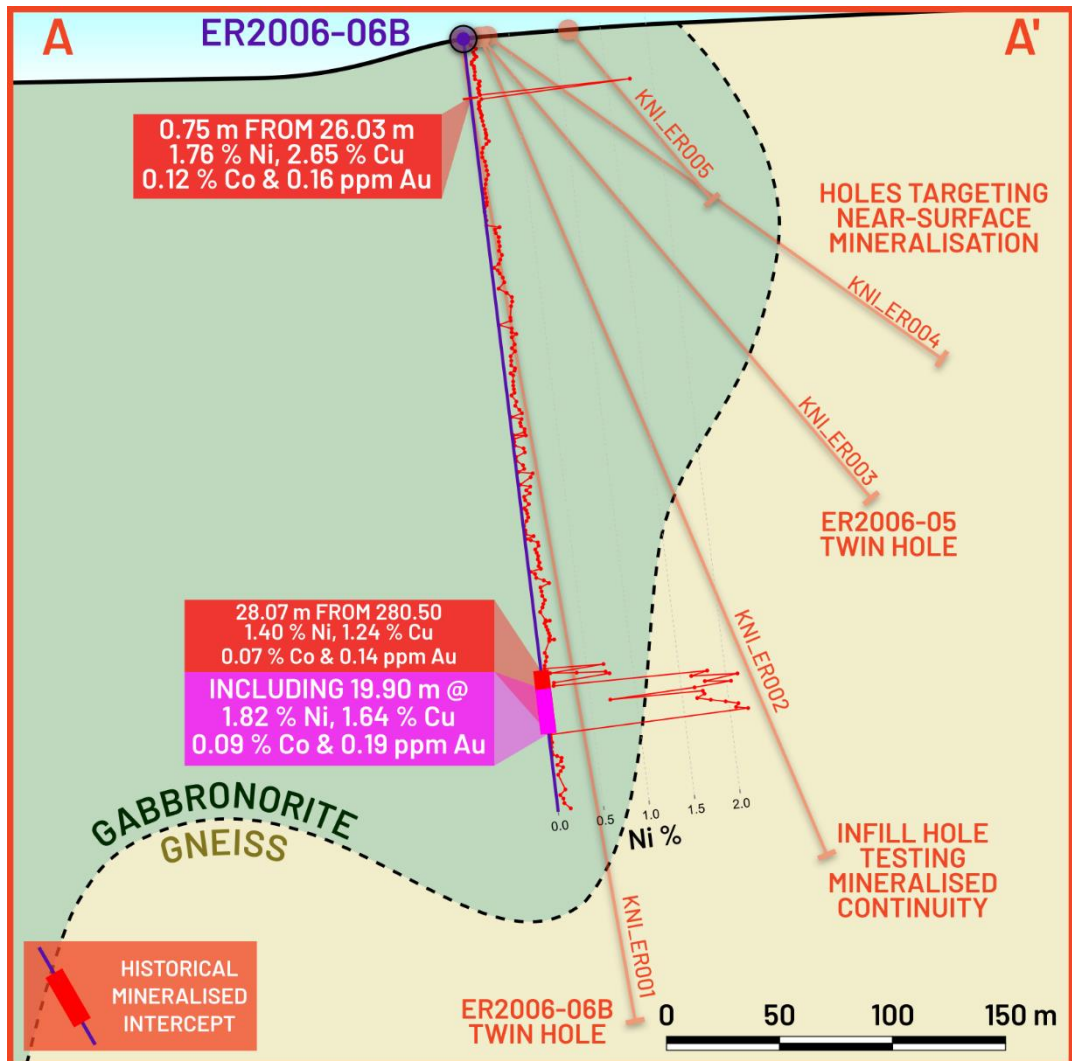 A
ER2006-06B
A'
0.75 m FROM 26.03 m
1.76 % Ni, 2.65 % Cu
0.12 % Co & 0.16 ppm Au
KNI_ER005
HOLES TARGETING
NEAR-SURFACE
MINERALISATION
KNI_ER004
KNI_ER003
ER2006-05
TWIN HOLE
28.07 m FROM 280.50
1.40 % Ni, 1.24 % Cu
0.07 % Co & 0.14 ppm Au
INCLUDING 19.90 m @
1.82 % Ni, 1.64 % Cu
0.09 % Co & 0.19 ppm Au
KNI_ER002
0.0 0.5 1.0 1.5 2.0
Ni %
GABBRONORITE
GNEISS
INFILL HOLE
TESTING
MINERALISED
CONTINUITY
KNI_ER001
HISTORICAL
MINERALISED
INTERCEPT
ER2006-06B
TWIN HOLE
0 50 100 150 m